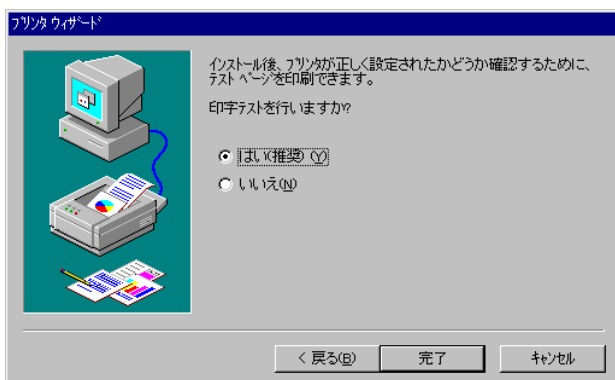 プリンタ ウィザード
インストール後、プリンタが正しく設定されたかどうか確認するために、
テスト ページを印刷できます。
印字テストを行いますか?
はい(推奨) (Y)
いいえ(N)
< 戻る(B)
完了
キャンセル